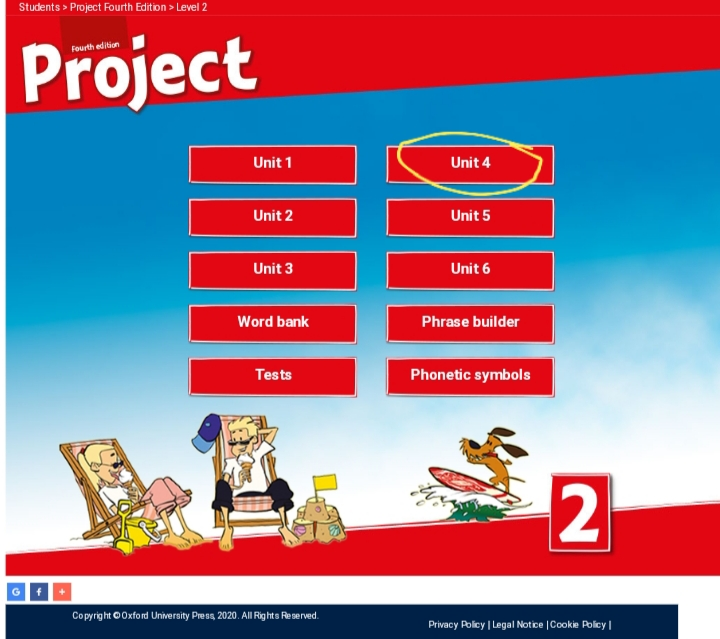 Students > Project Fourth Edition > Level 2
Fourth edition
Project
Unit 1
Unit 4
Unit 2
Unit 5
Unit 3
Unit 6
Word bank
Phrase builder
Tests
Phonetic symbols
2
G f +
Copyright © Oxford University Press, 2020. All Rights Reserved.
Privacy Policy | Legal Notice | Cookie Policy |